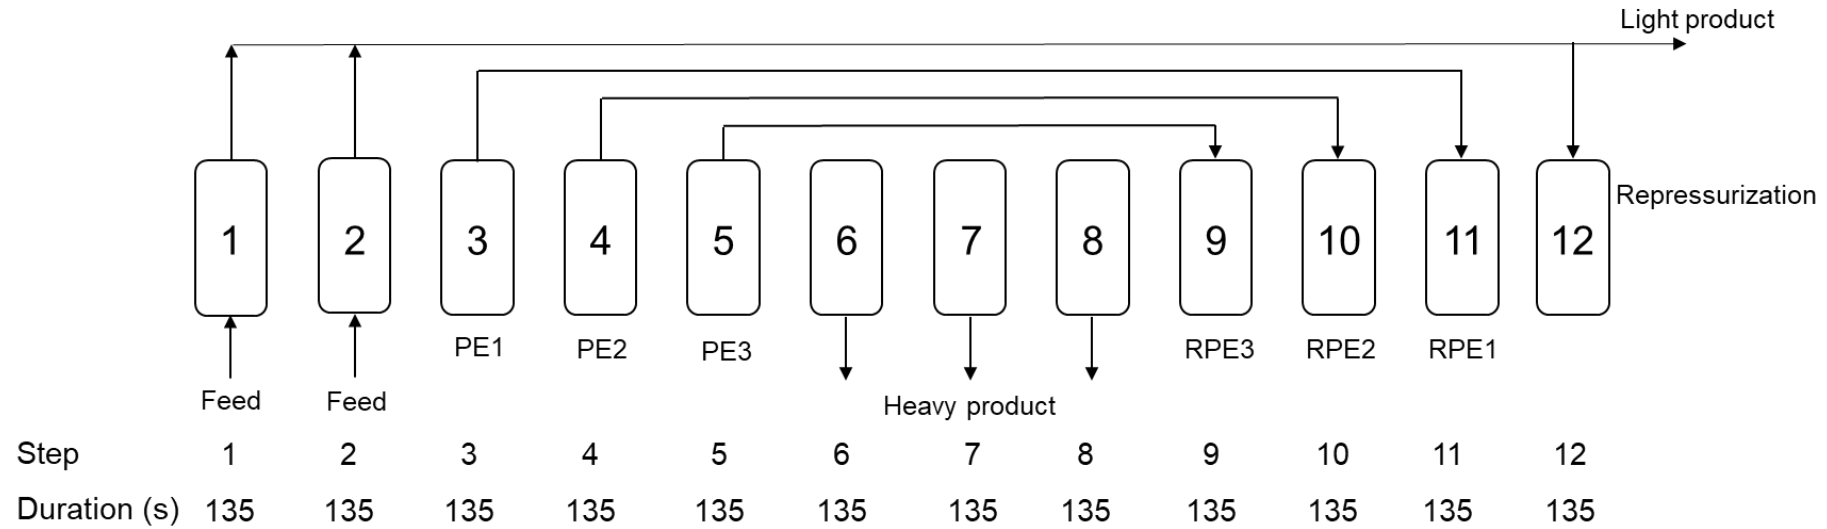 Light product
1 2 3 4 5 6 7 8 9 10 11 12
Repressurization
PE1 PE2 PE3 RPE3 RPE2 RPE1
Feed Feed Heavy product
Step 1 2 3 4 5 6 7 8 9 10 11 12
Duration (s) 135 135 135 135 135 135 135 135 135 135 135 135